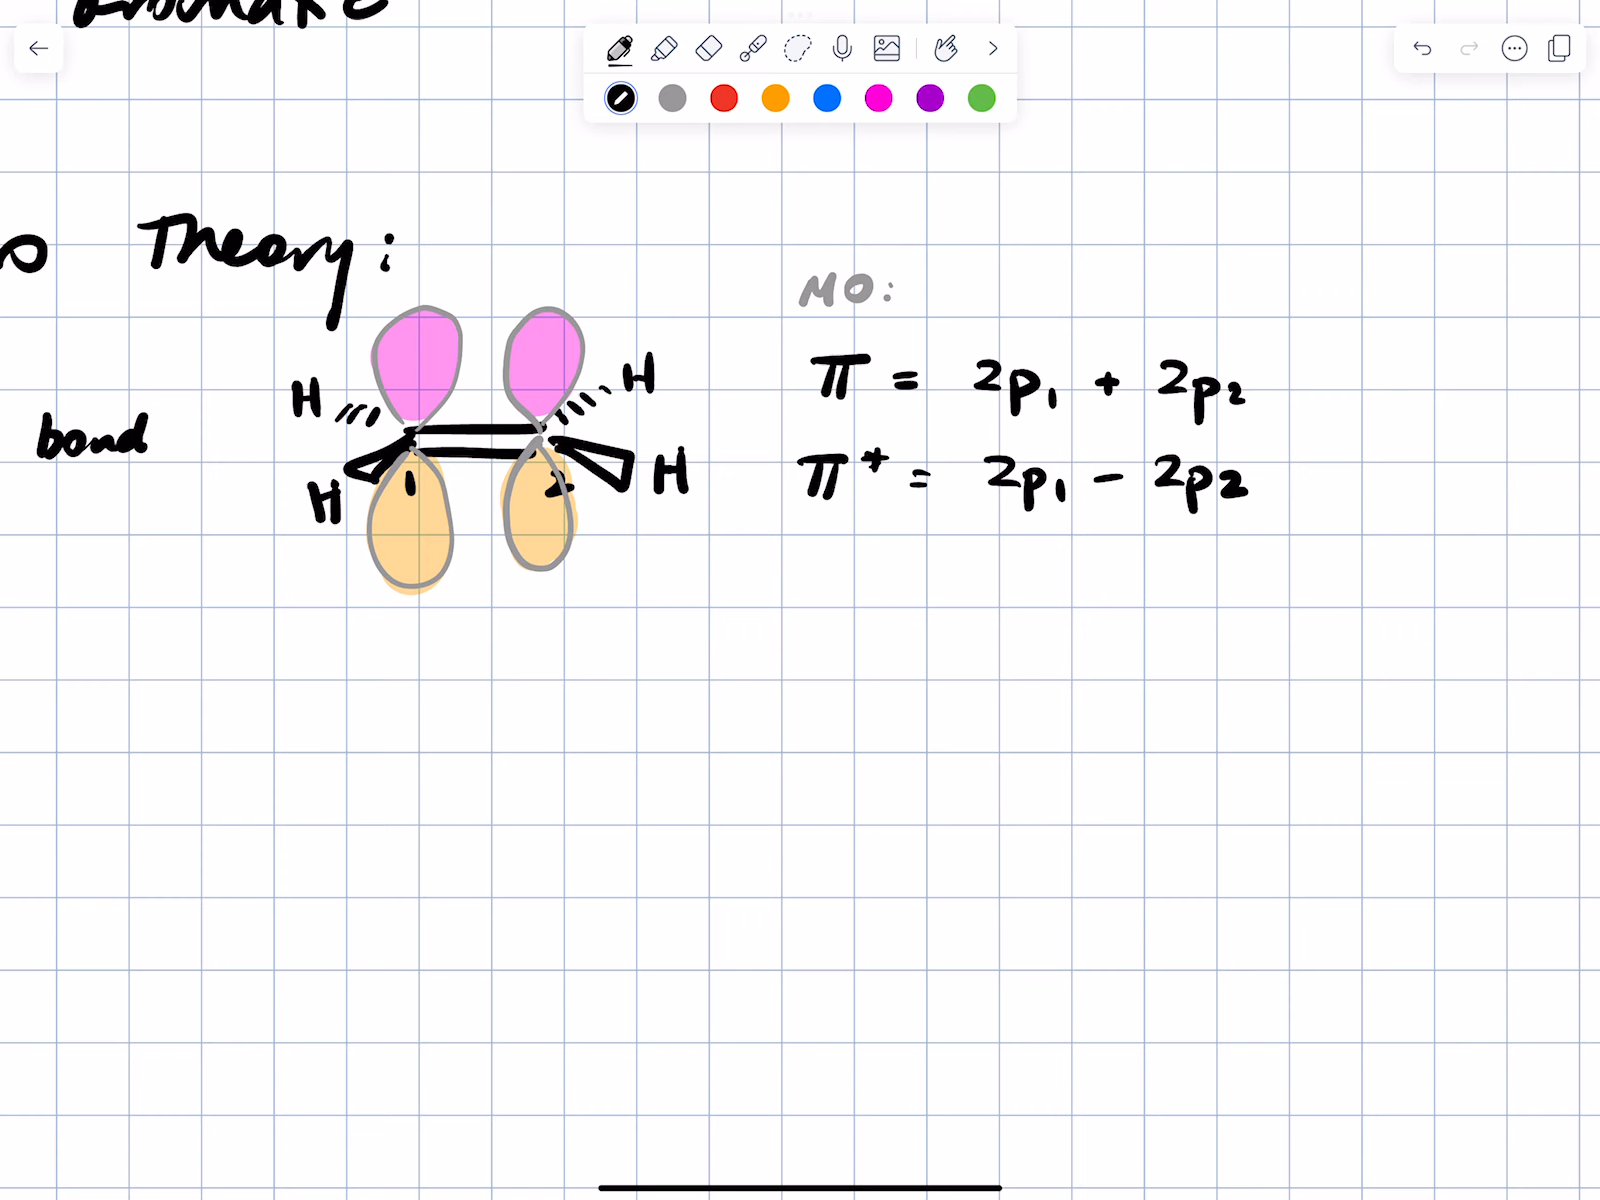 Theory:
MO:
π = 2p₁ + 2p₂
π* = 2p₁ - 2p₂
bond
H
H
H
H
1
2